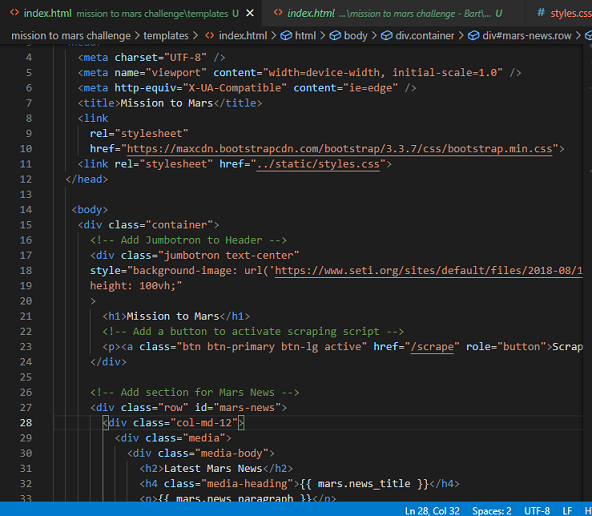 index.html mission to mars challenge\templates U × index.html ...\mission to mars challenge - Bart\... U # styles.css
mission to mars challenge > templates > index.html > html > body > div.container > div#mars-news.row >
4 <meta charset="UTF-8" />
5 <meta name="viewport" content="width=device-width, initial-scale=1.0" />
6 <meta http-equiv="X-UA-Compatible" content="ie=edge" />
7 <title>Mission to Mars</title>
8 <link
9 rel="stylesheet"
10 href="https://maxcdn.bootstrapcdn.com/bootstrap/3.3.7/css/bootstrap.min.css">
11 <link rel="stylesheet" href="../static/styles.css">
12 </head>
13
14 <body>
15 <div class="container">
16 <!-- Add Jumbotron to Header -->
17 <div class="jumbotron text-center"
18 style="background-image: url('https://www.seti.org/sites/default/files/2018-08/1
19 height: 100vh;"
20 >
21 <h1>Mission to Mars</h1>
22 <!-- Add a button to activate scraping script -->
23 <p><a class="btn btn-primary btn-lg active" href="/scrape" role="button">Scrap
24 </div>
25
26 <!-- Add section for Mars News -->
27 <div class="row" id="mars-news">
28 <div class="col-md-12">
29 <div class="media">
30 <div class="media-body">
31 <h2>Latest Mars News</h2>
32 <h4 class="media-heading">{{ mars.news_title }}</h4>
33 <p>{{ mars.news_paragraph }}</p>
Ln 28, Col 32 Spaces: 2 UTF-8 LF